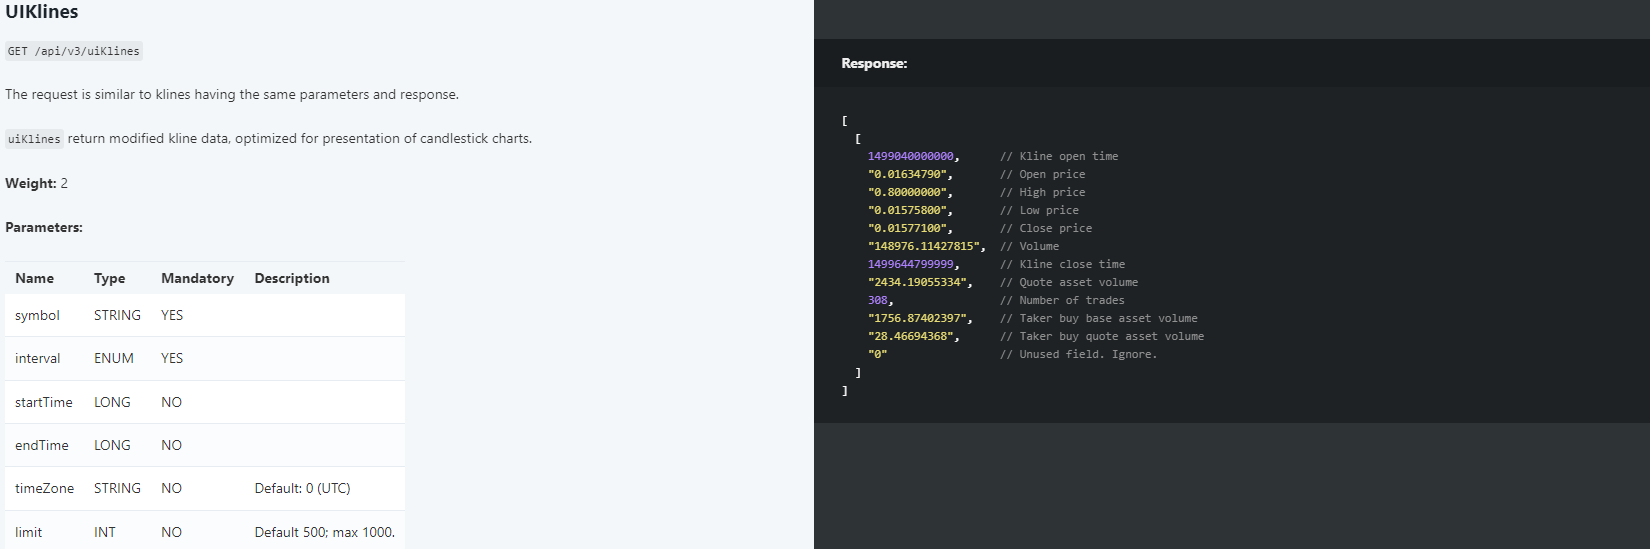 UIKlines
GET /api/v3/uiKlines
The request is similar to klines having the same parameters and response.
uiKlines return modified kline data, optimized for presentation of candlestick charts.
Weight: 2
Parameters:
Name Type Mandatory Description
symbol STRING YES
interval ENUM YES
startTime LONG NO
endTime LONG NO
timeZone STRING NO Default: 0 (UTC)
limit INT NO Default 500; max 1000.
Response:
[
[
1499040000000, // Kline open time
"0.01634790", // Open price
"0.80000000", // High price
"0.01575800", // Low price
"0.01577100", // Close price
"148976.11427815", // Volume
1499644799999, // Kline close time
"2434.19055334", // Quote asset volume
308, // Number of trades
"1756.87402397", // Taker buy base asset volume
"28.46694368", // Taker buy quote asset volume
"0" // Unused field. Ignore.
]
]